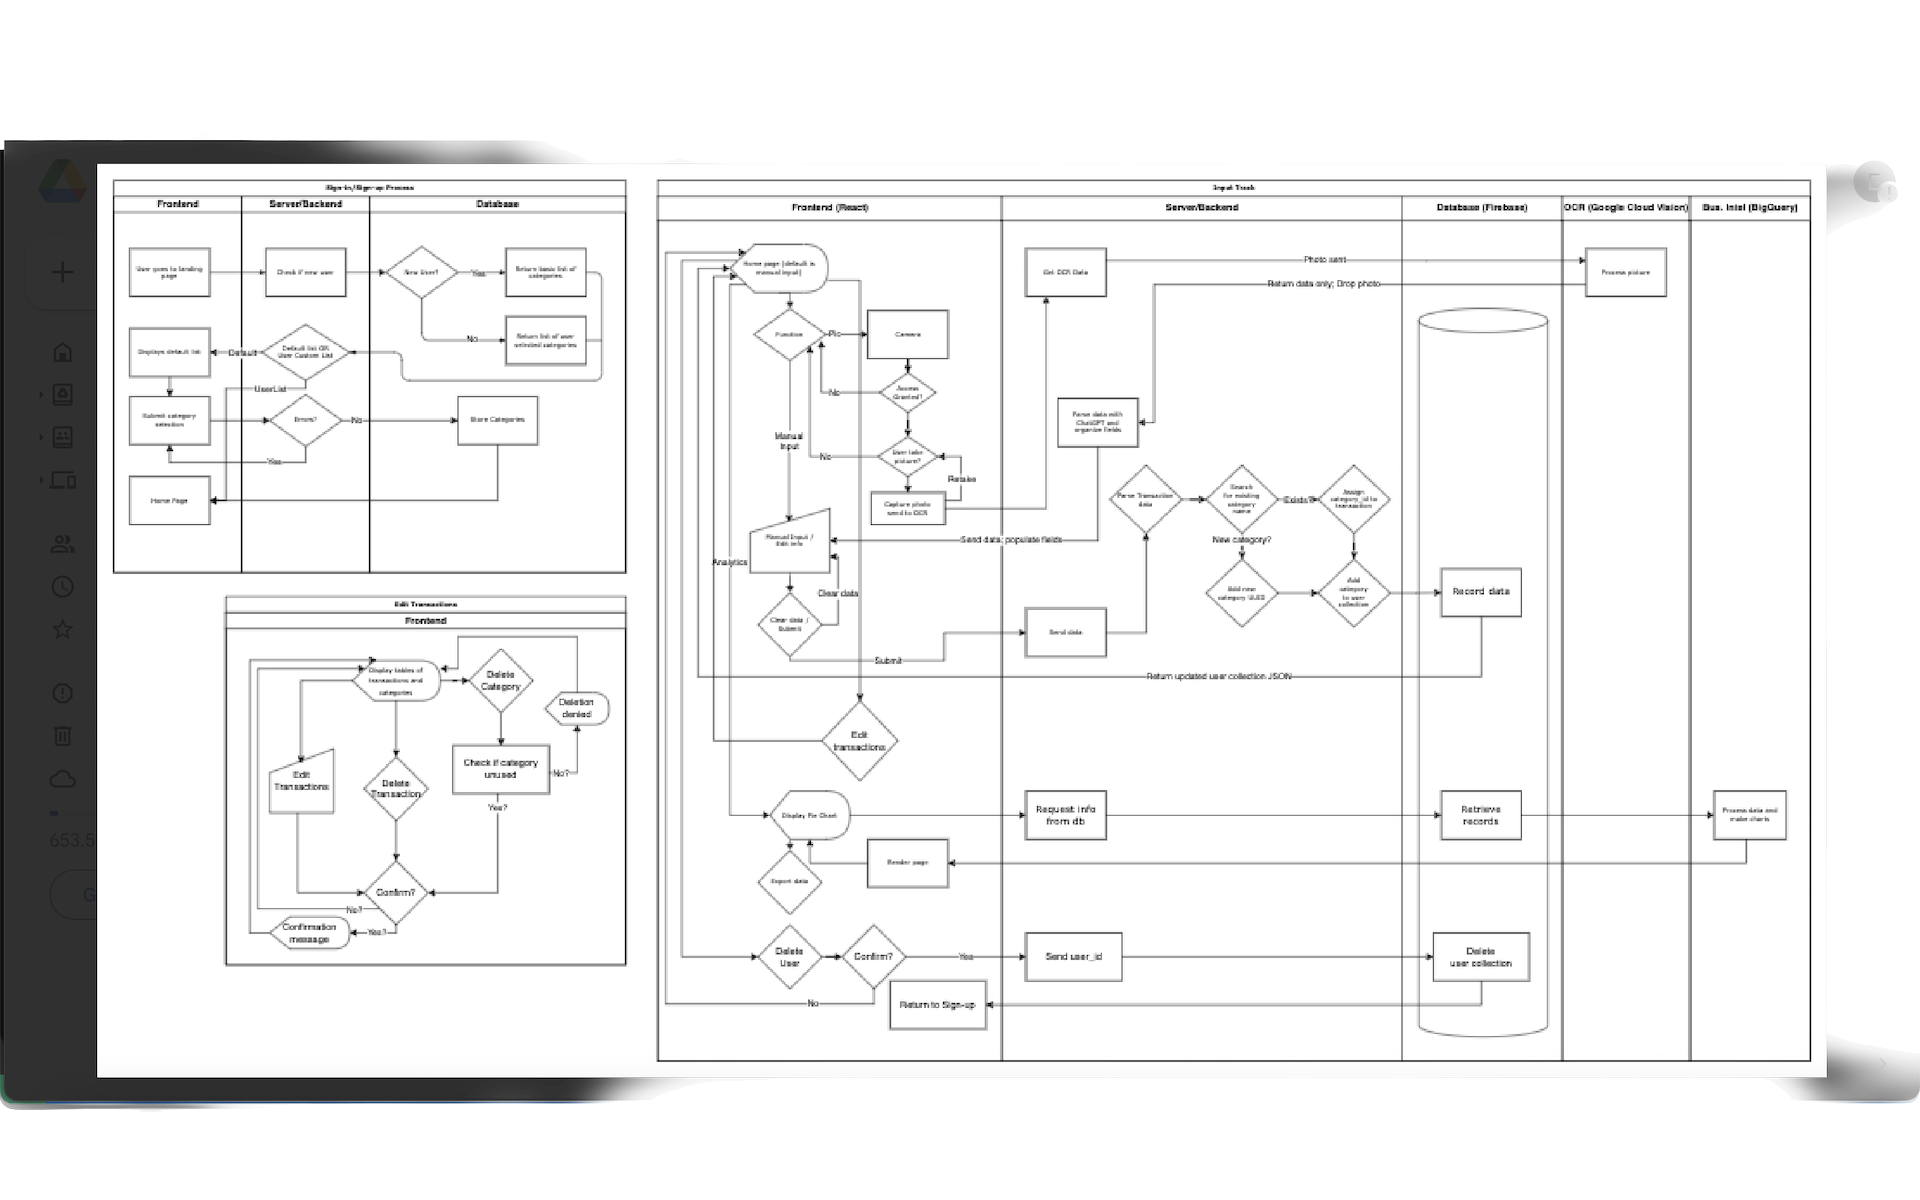 Sign-in/Sign-up Process
Frontend
Server/Backend
Database
User goes to landing
page
Check if new user
New User?
Yes
Return basic list of
categories
No
Return list of user
selected categories
Displays default list
Default
Default list OR
User Custom List
UserList
Submit category
selection
Errors?
No
Store Categories
Yes
Home Page
Edit Transactions
Frontend
Display tables of
transactions and
categories
Delete
Category
Deletion
denied
Edit
Transactions
Delete
Transaction
Check if category
unused
No?
Yes?
Confirm?
No?
Confirmation
message
Yes?
Input Track
Frontend (React)
Server/Backend
Database (Firebase)
OCR (Google Cloud Vision)
Bus. Intel (BigQuery)
Home page (default is
manual input)
Get OCR Data
Photo sent
Process picture
Return data only; Drop photo
Function
Pic
Camera
Access
Granted?
No
Parse data with
ChatGPT and
organize fields
Manual
Input
User take
picture?
No
Retake
Capture photo
send to OCR
Parse Transaction
data
Search
for existing
category
name
Exists?
Assign
category_id to
transaction
Manual Input /
Edit info
Send data; populate fields
New category?
Analytics
Clear data
Add new
category UUID
Add
category
to user
collection
Record data
Clear data /
Submit
Send data
Submit
Return updated user collection JSON
Edit
transactions
Display Pie Chart
Request info
from db
Retrieve
records
Process data and
make charts
Render page
Export data
Delete
User
Confirm?
Yes
Send user_id
Delete
user collection
No
Return to Sign-up
653.5
G